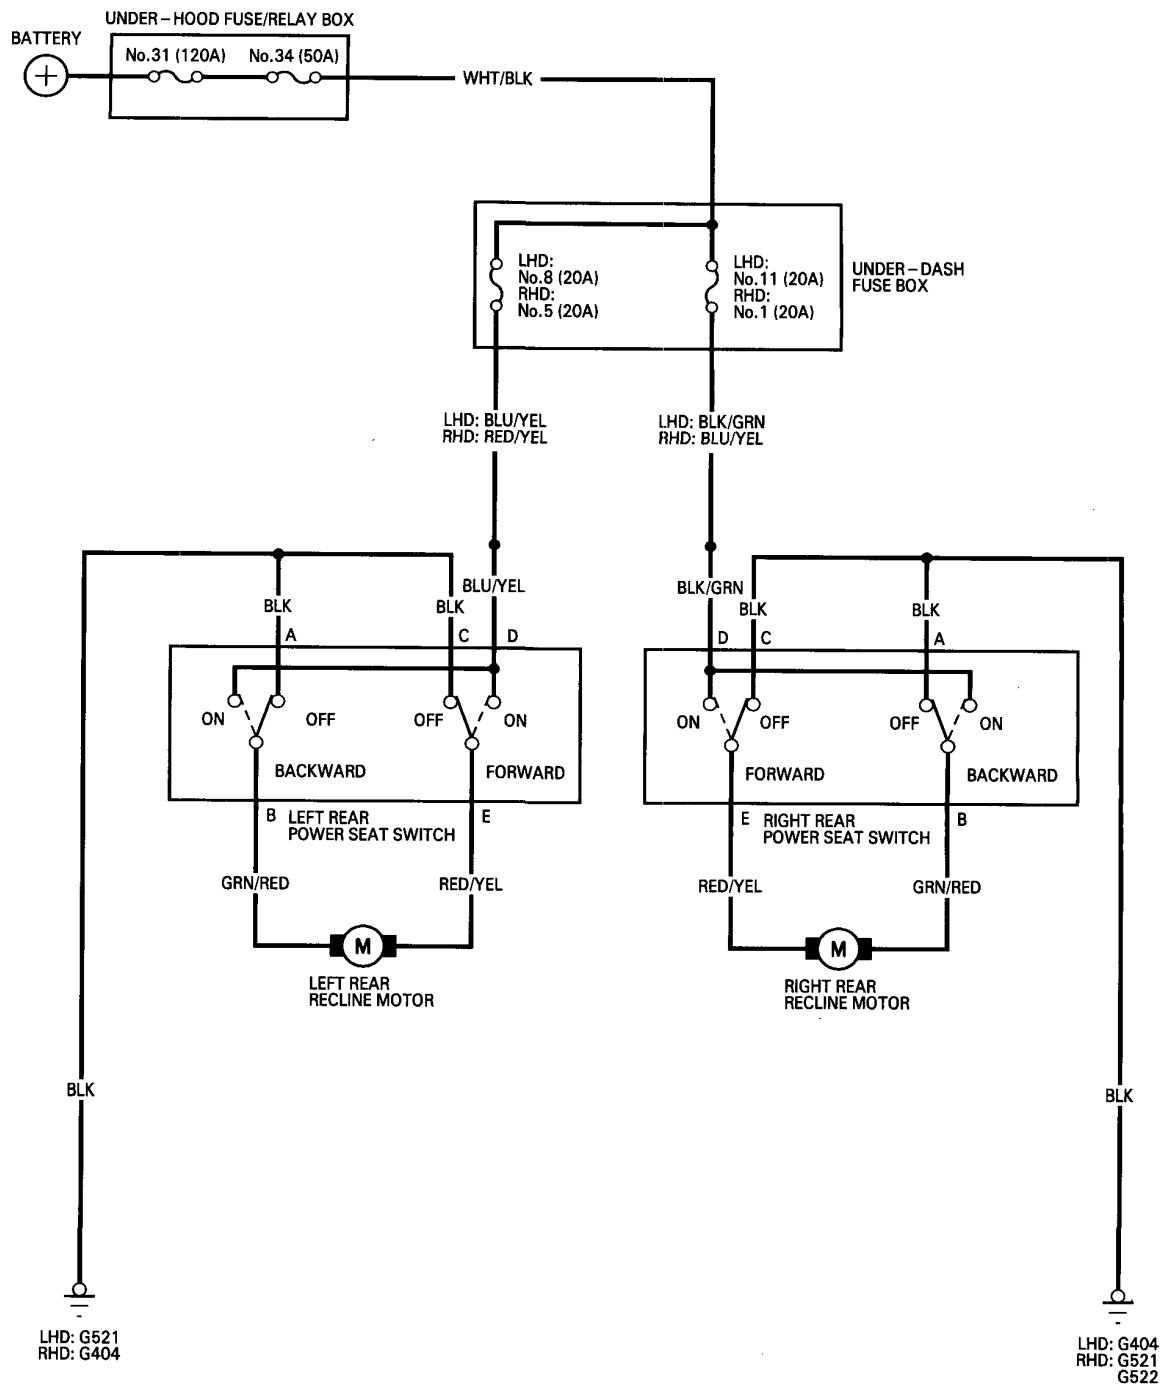 UNDER-HOOD FUSE/RELAY BOX
BATTERY
No.31 (120A) No.34 (50A)
+
WHT/BLK
LHD:
No.8 (20A)
RHD:
No.5 (20A)
LHD:
No.11 (20A)
RHD:
No.1 (20A)
UNDER-DASH
FUSE BOX
LHD: BLU/YEL
RHD: RED/YEL
LHD: BLK/GRN
RHD: BLU/YEL
BLU/YEL
BLK/GRN
BLK
BLK
BLK
BLK
A
C
D
D
C
A
ON
OFF
OFF
ON
ON
OFF
OFF
ON
BACKWARD
FORWARD
FORWARD
BACKWARD
B
LEFT REAR
POWER SEAT SWITCH
E
E
RIGHT REAR
POWER SEAT SWITCH
B
GRN/RED
RED/YEL
RED/YEL
GRN/RED
M
M
LEFT REAR
RECLINE MOTOR
RIGHT REAR
RECLINE MOTOR
BLK
BLK
LHD: G521
RHD: G404
LHD: G404
RHD: G521
G522